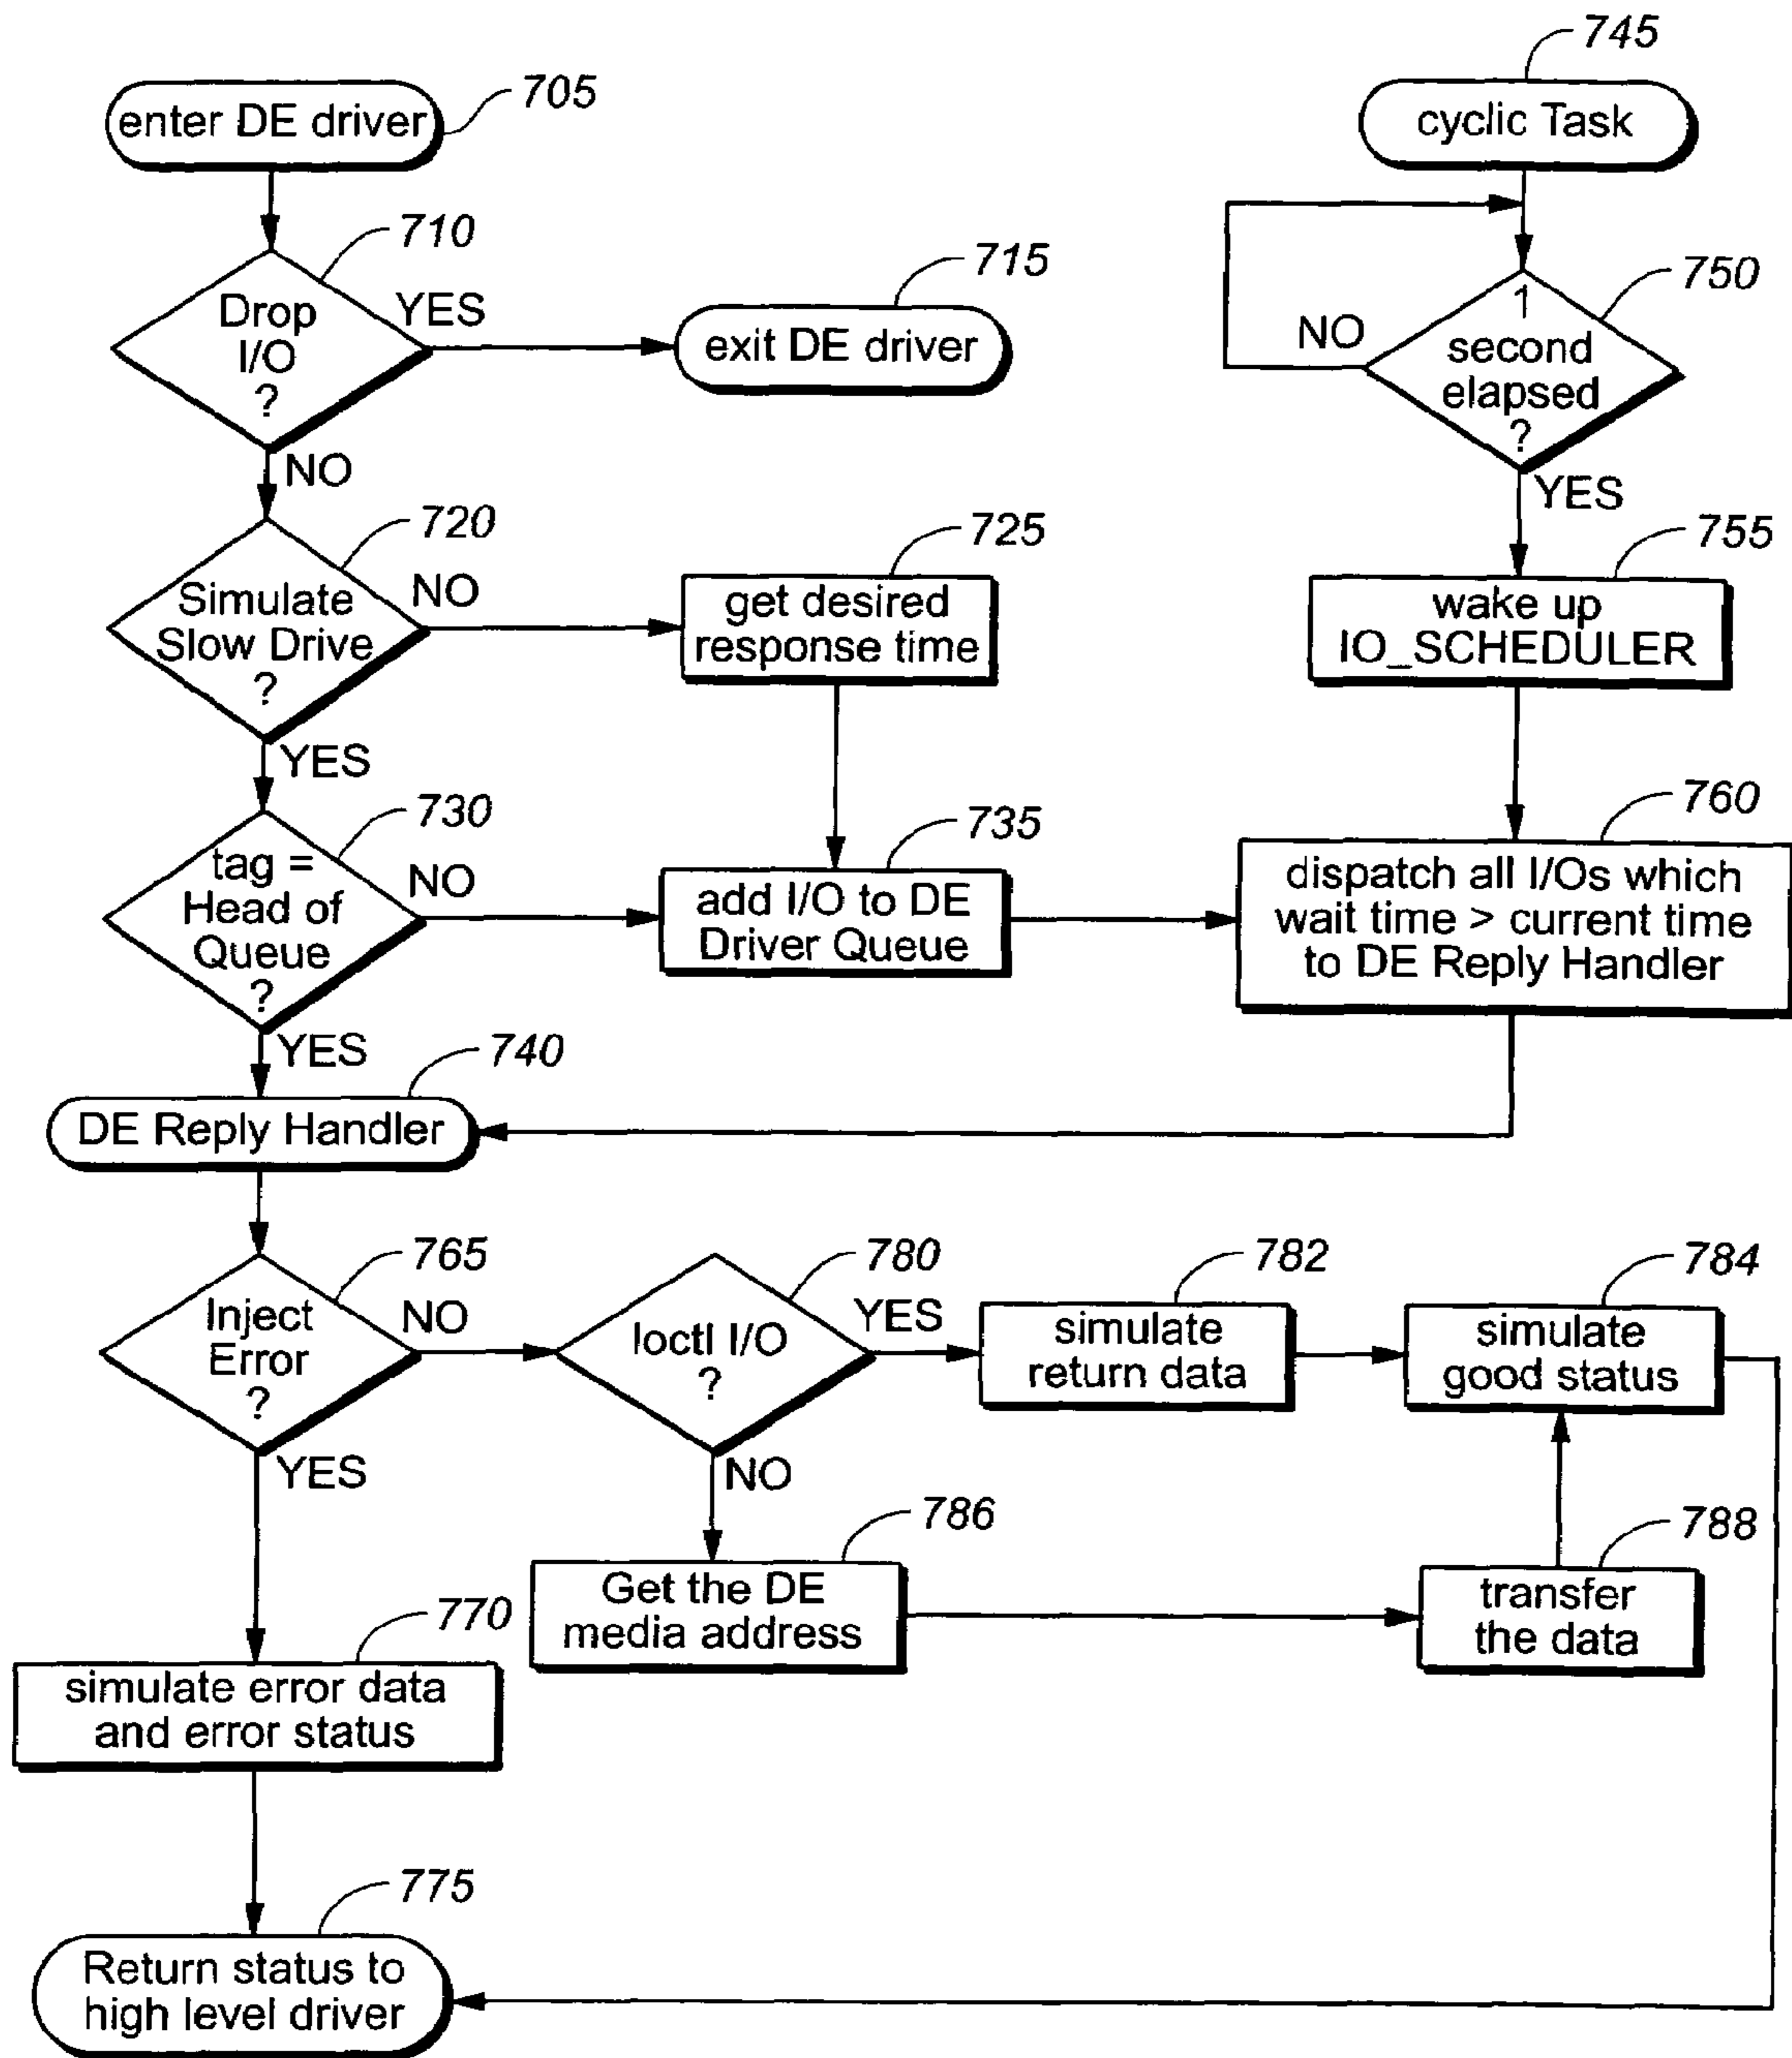 745
705
enter DE driver
cyclic Task
710
715
750
Drop
I/O
?
YES
exit DE driver
NO
1
second
elapsed
?
NO
YES
720
725
755
Simulate
Slow Drive
?
NO
get desired
response time
wake up
IO_SCHEDULER
YES
730
735
760
tag =
Head of
Queue
?
NO
add I/O to DE
Driver Queue
dispatch all I/Os which
wait time > current time
to DE Reply Handler
YES
740
DE Reply Handler
765
780
782
784
Inject
Error
?
NO
Ioctl I/O
?
YES
simulate
return data
simulate
good status
YES
NO
786
788
Get the DE
media address
transfer
the data
770
simulate error data
and error status
775
Return status to
high level driver